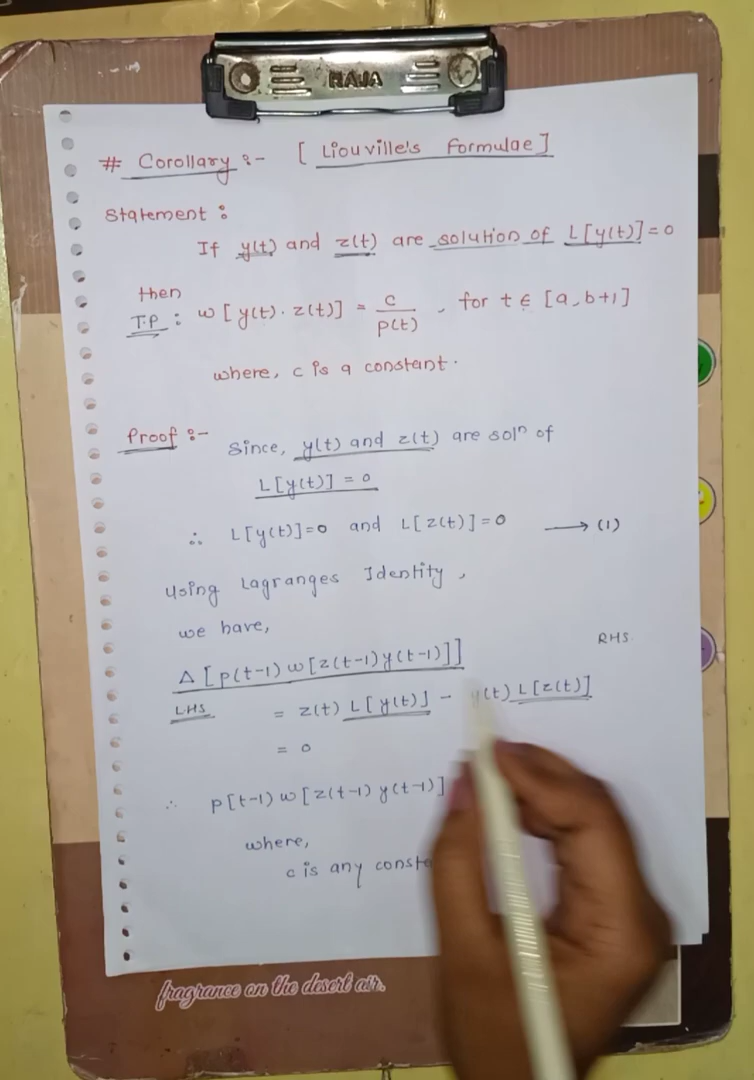 RAJA
# Corollary :- [ Liouville's Formulae ]
Statement :
If y(t) and z(t) are solution of L[y(t)] = 0
then
T.P : w [ y(t) . z(t)] = c / p(t) , for t ∈ [a, b+1]
where, c is a constant .
Proof :- Since, y(t) and z(t) are solⁿ of
L[y(t)] = 0
∴ L[y(t)]=0 and L[z(t)] = 0 ⟶ (1)
Using Lagranges Identity ,
we have,
RHS.
Δ [p(t-1) w [z(t-1) y(t-1)]]
LHS = z(t) L[y(t)] - y(t) L[z(t)]
= 0
∴ p[t-1) w [z(t-1) y(t-1)]
where,
c is any
fragrance on the desert air.